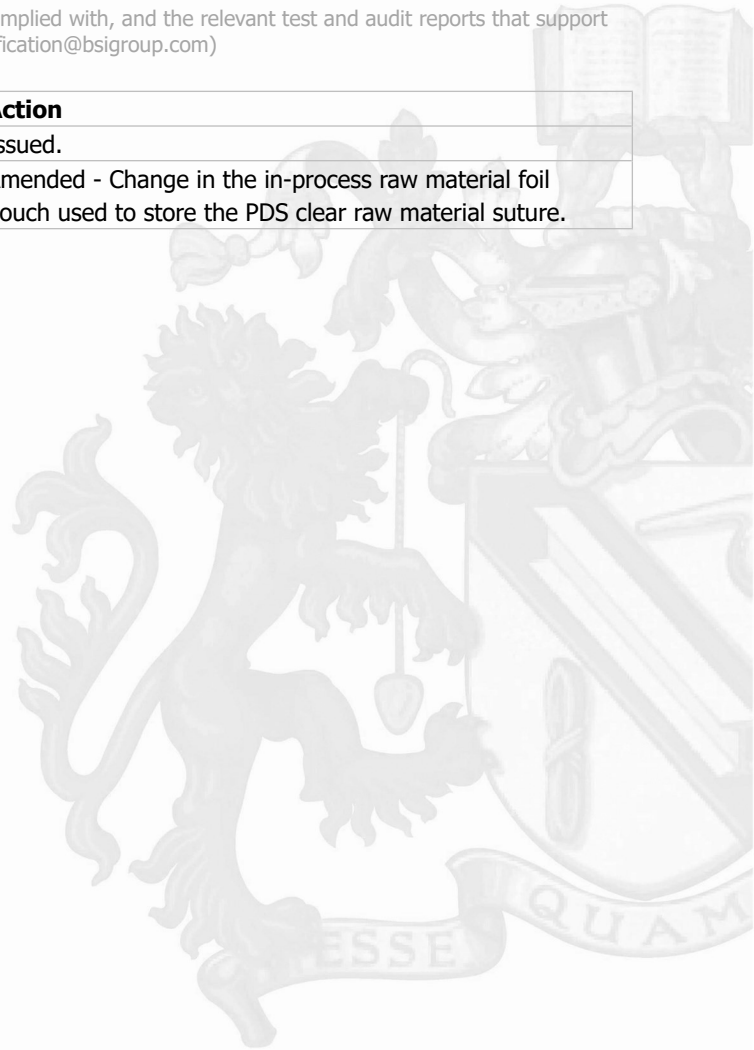 mplied with, and the relevant test and audit reports that support
fication@bsigroup.com)
Action
ssued.
mended - Change in the in-process raw material foil
ouch used to store the PDS clear raw material suture.
ESSE
QUAM